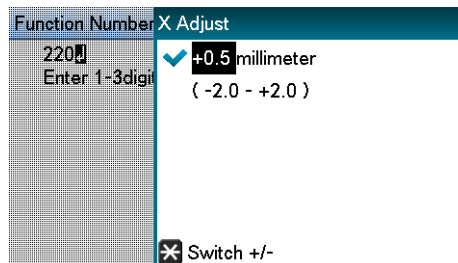 Function Number
220
Enter 1-3digi
X Adjust
+0.5 millimeter
( -2.0 - +2.0 )
Switch +/-